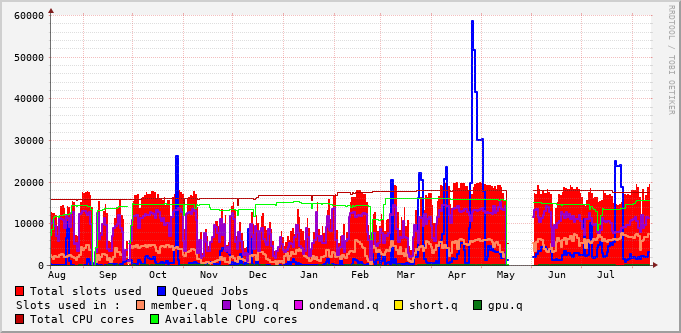 RRDTOOL / TOBI OETIKER
60000
50000
40000
30000
20000
10000
0
Aug Sep Oct Nov Dec Jan Feb Mar Apr May Jun Jul
Total slots used Queued Jobs
Slots used in : member.q long.q ondemand.q short.q gpu.q
Total CPU cores Available CPU cores